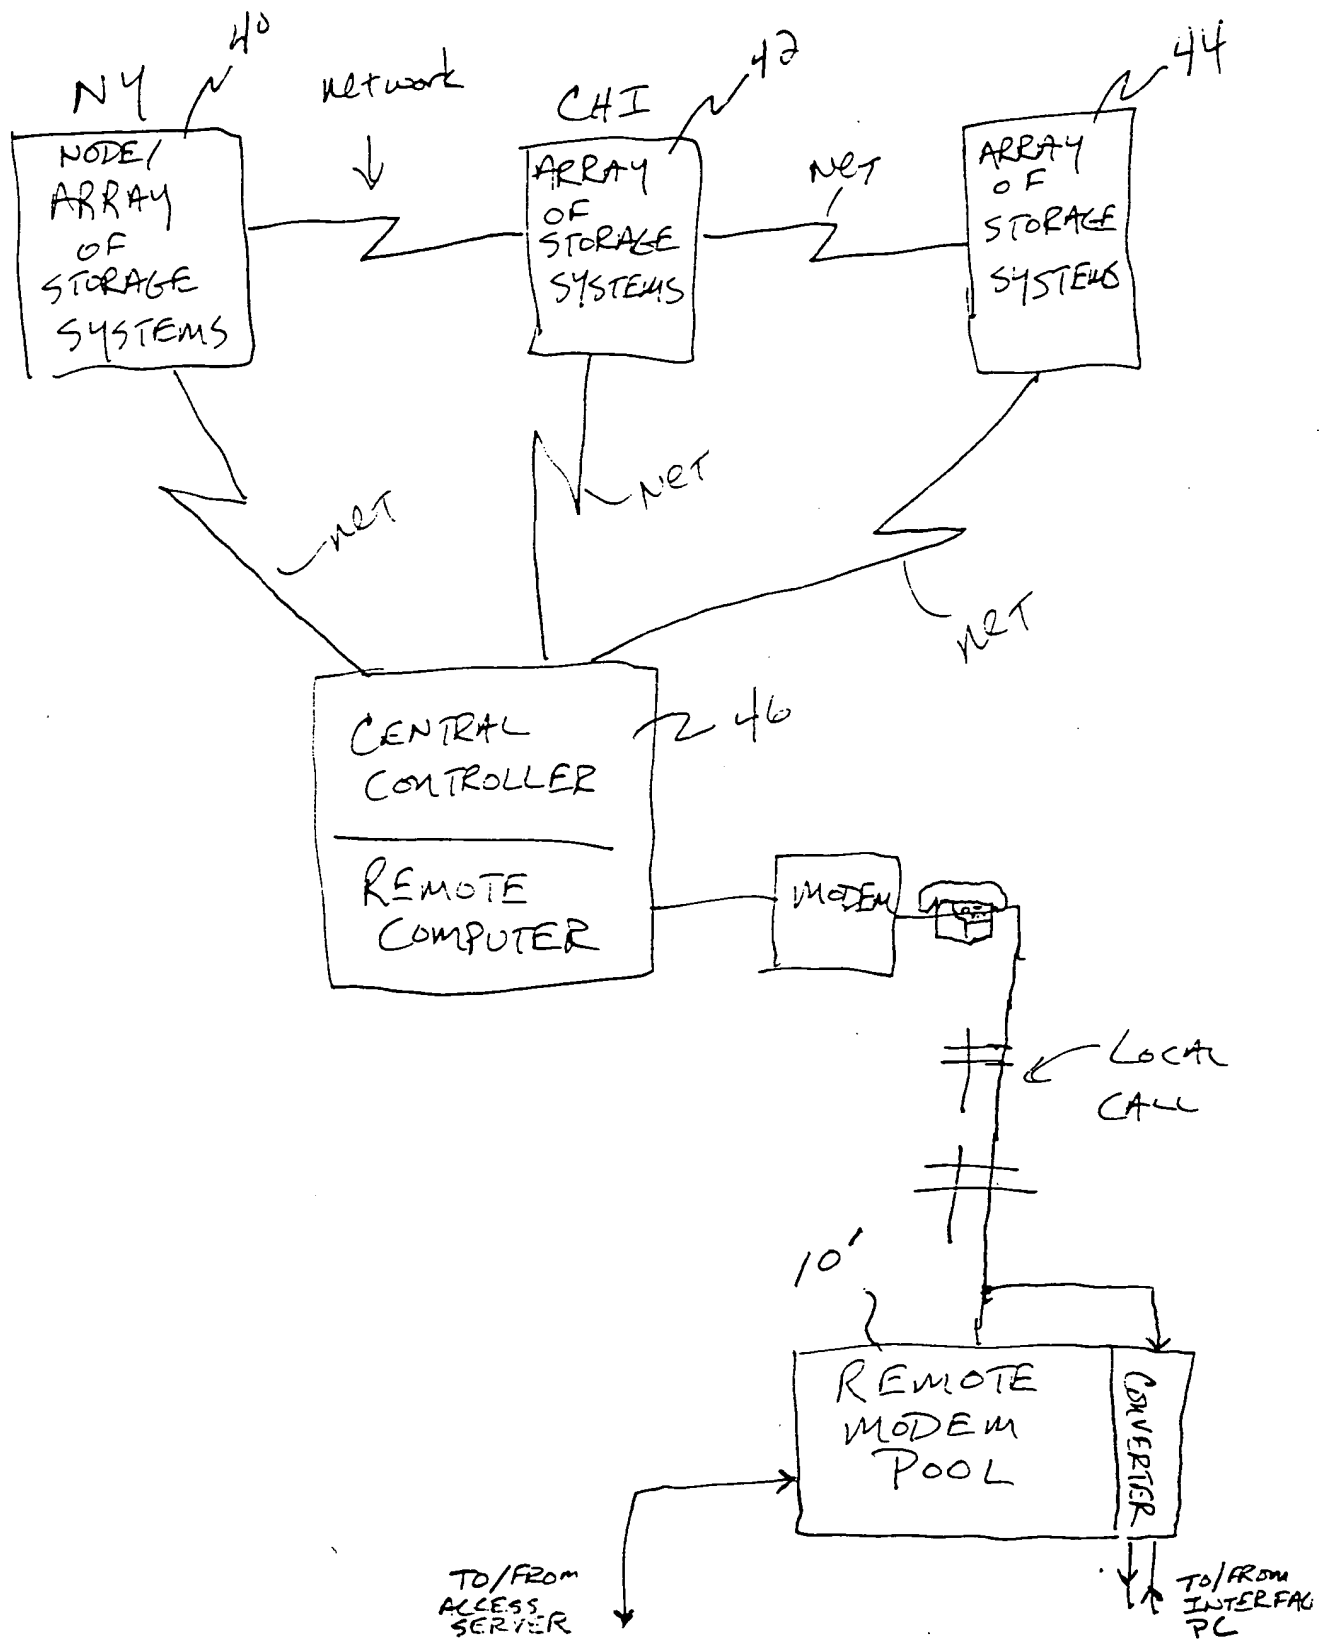 40
NY
network
CHI
42
44
NODE/
ARRAY
OF
STORAGE
SYSTEMS
ARRAY
OF
STORAGE
SYSTEMS
NET
ARRAY
OF
STORAGE
SYSTEMS
NET
NET
NET
CENTRAL
CONTROLLER
46
REMOTE
COMPUTER
MODEM
LOCAL
CALL
10'
REMOTE
MODEM
POOL
CONVERTER
TO/FROM
ACCESS
SERVER
TO/FROM
INTERFAC
PC